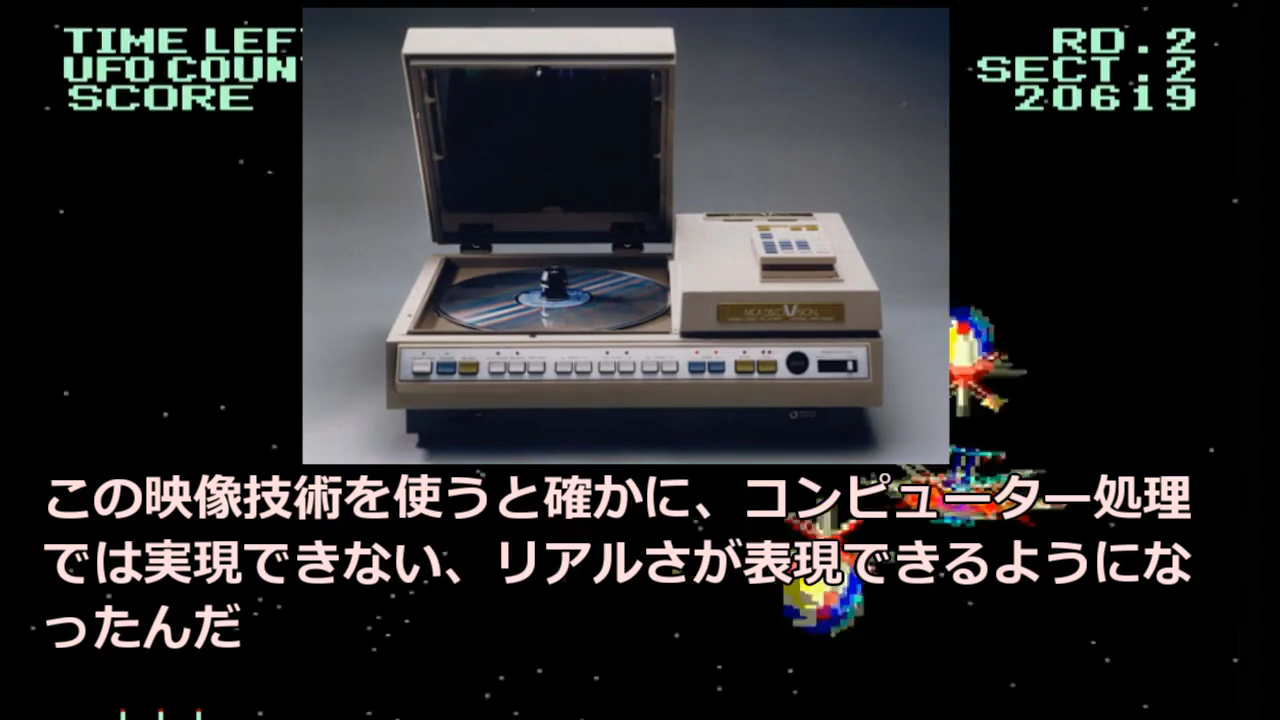 TIME LEF
UFO COUN
SCORE
RD.2
SECT.2
20619
MCA DISCOVISION
この映像技術を使うと確かに、コンピューター処理
では実現できない、リアルさが表現できるようにな
ったんだ